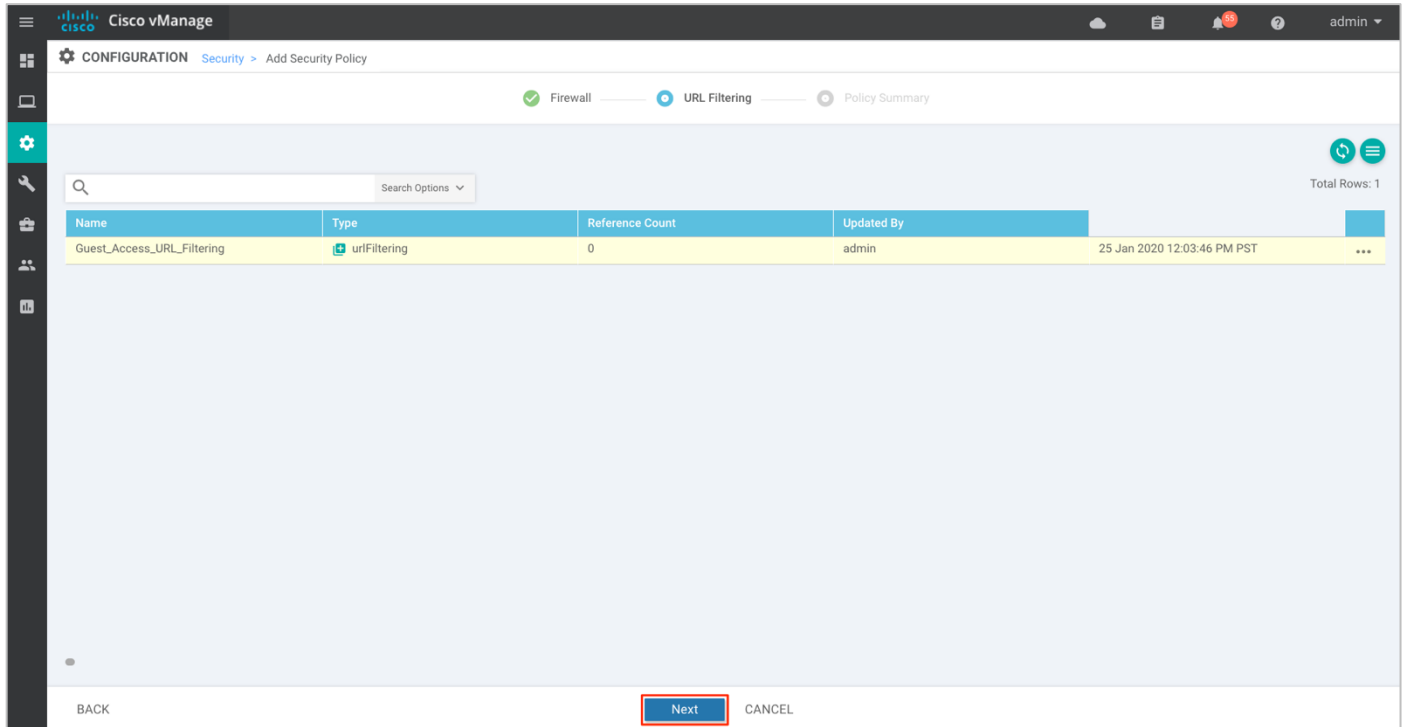 cisco Cisco vManage 55 admin
CONFIGURATION Security > Add Security Policy
Firewall URL Filtering Policy Summary
Search Options Total Rows: 1
Name Type Reference Count Updated By
Guest_Access_URL_Filtering urlFiltering 0 admin 25 Jan 2020 12:03:46 PM PST ...
BACK Next CANCEL